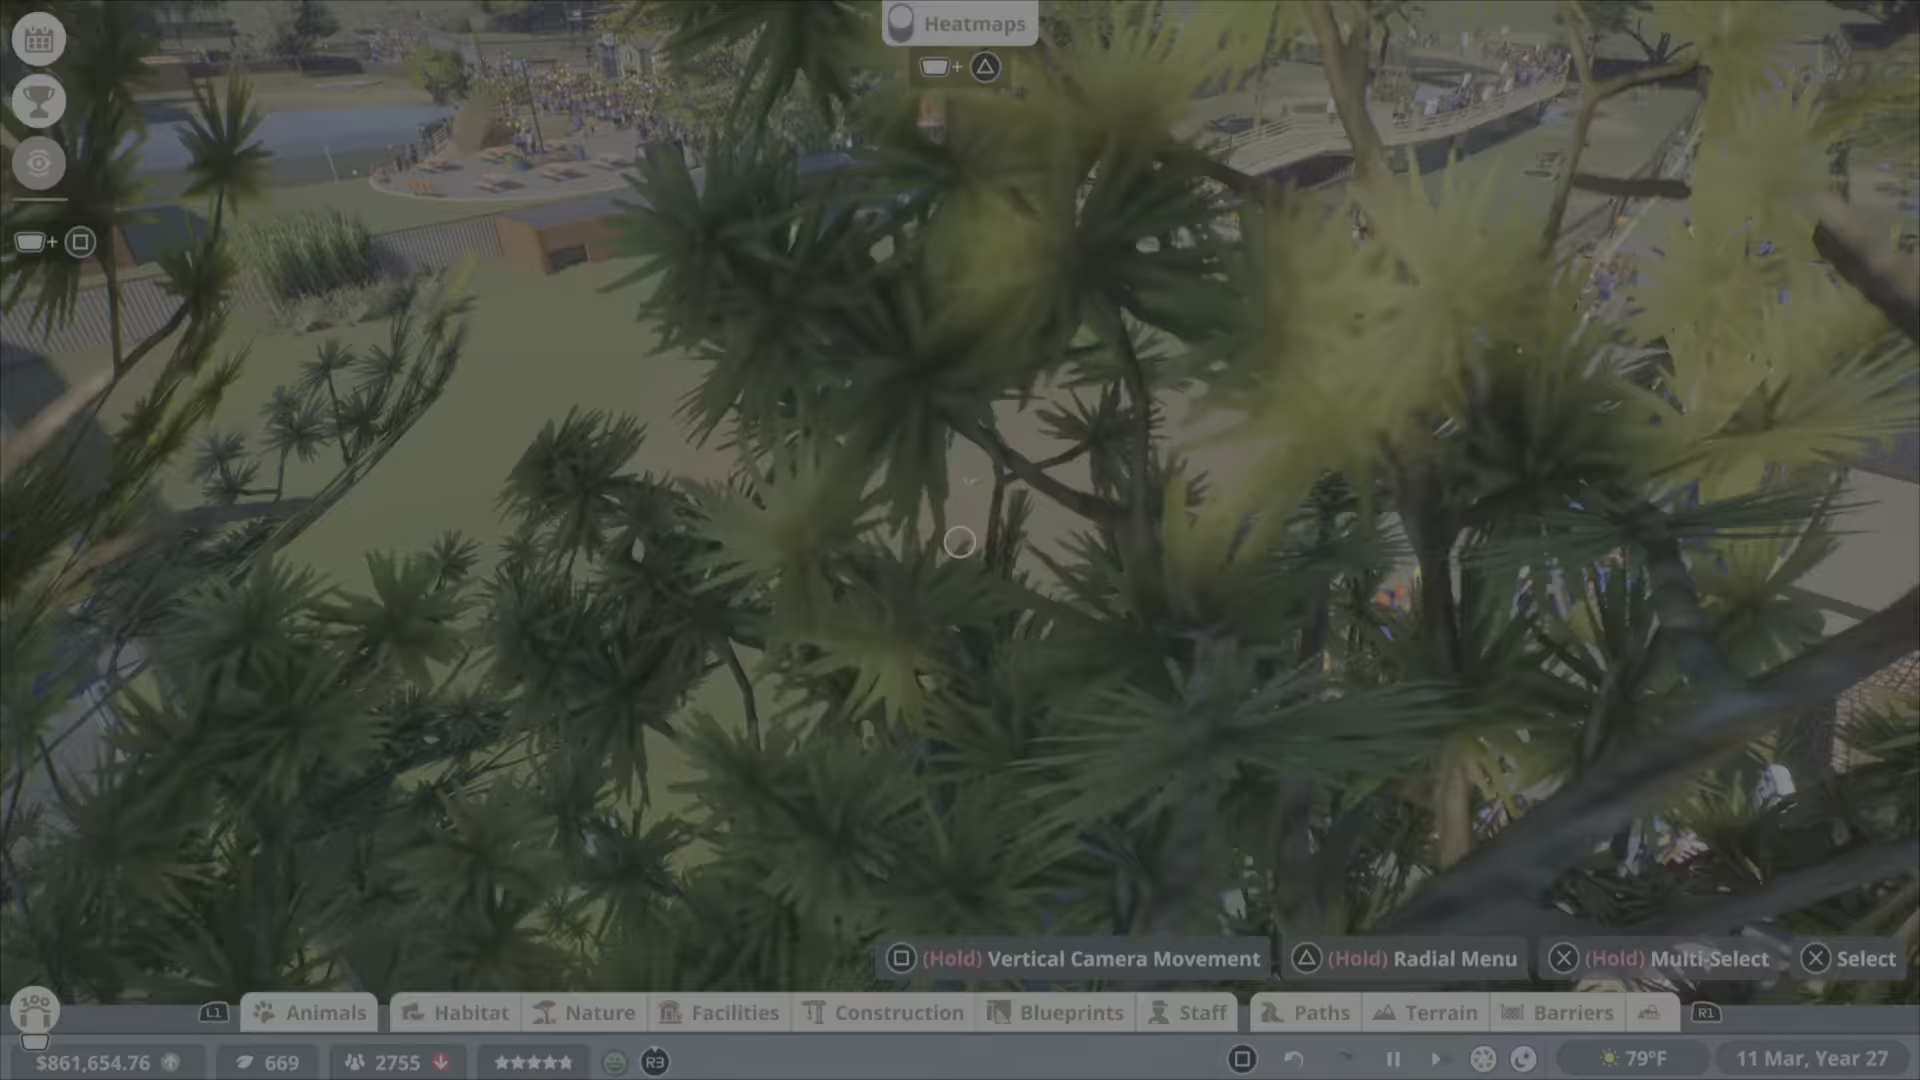 Heatmaps
+
+
(Hold) Vertical Camera Movement
(Hold) Radial Menu
(Hold) Multi-Select
Select
100
L1
Animals
Habitat
Nature
Facilities
Construction
Blueprints
Staff
Paths
Terrain
Barriers
R1
$861,654.76
669
2755
R3
79°F
11 Mar, Year 27